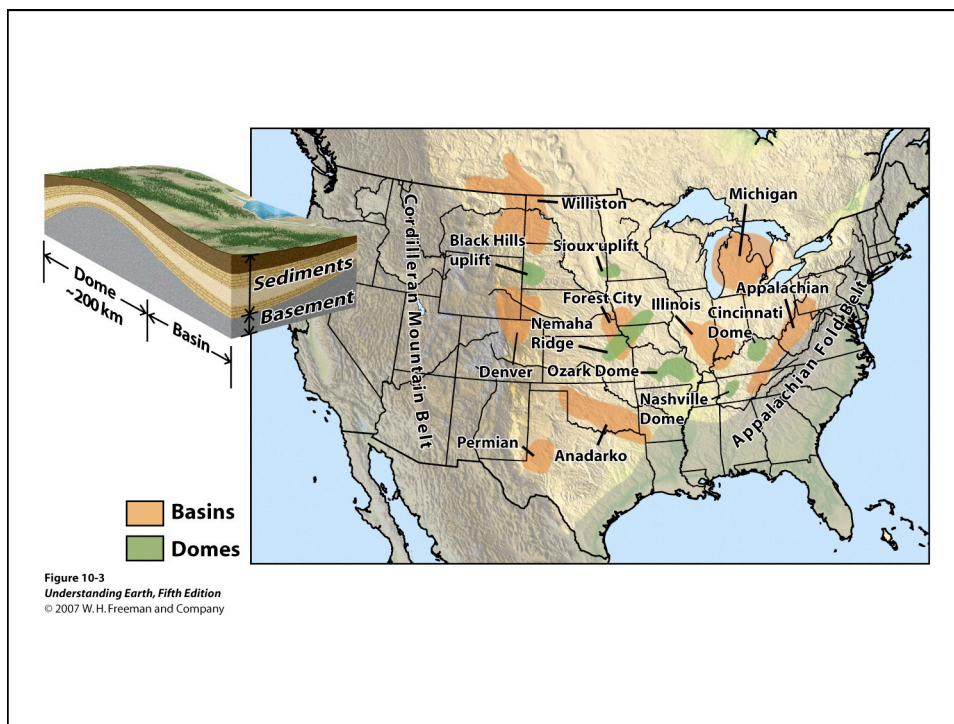 Dome
~200 km
Basin
Sediments
Basement
Cordilleran Mountain Belt
Williston
Michigan
Black Hills
uplift
Sioux uplift
Forest City
Illinois
Appalachian
Cincinnati
Dome
Nemaha
Ridge
Denver
Ozark Dome
Nashville
Dome
Appalachian Fold Belt
Permian
Anadarko
Basins
Domes
Figure 10-3
Understanding Earth, Fifth Edition
© 2007 W. H. Freeman and Company